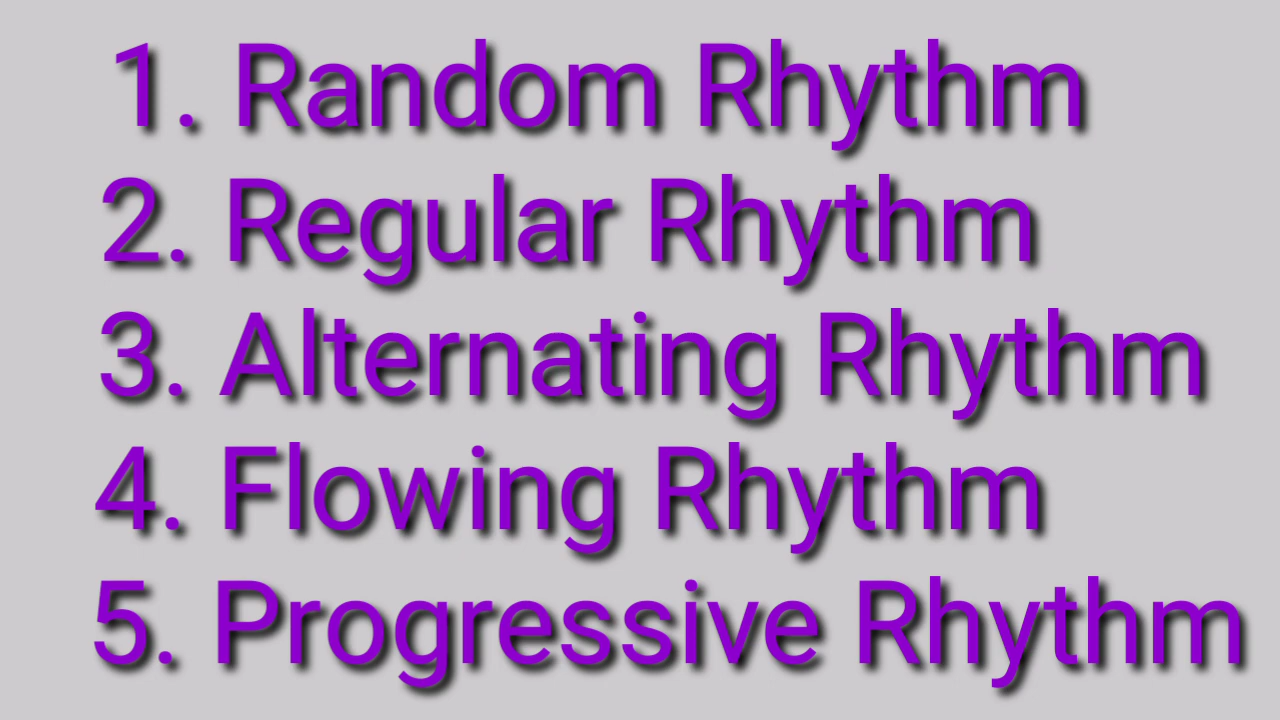 1. Random Rhythm
2. Regular Rhythm
3. Alternating Rhythm
4. Flowing Rhythm
5. Progressive Rhythm